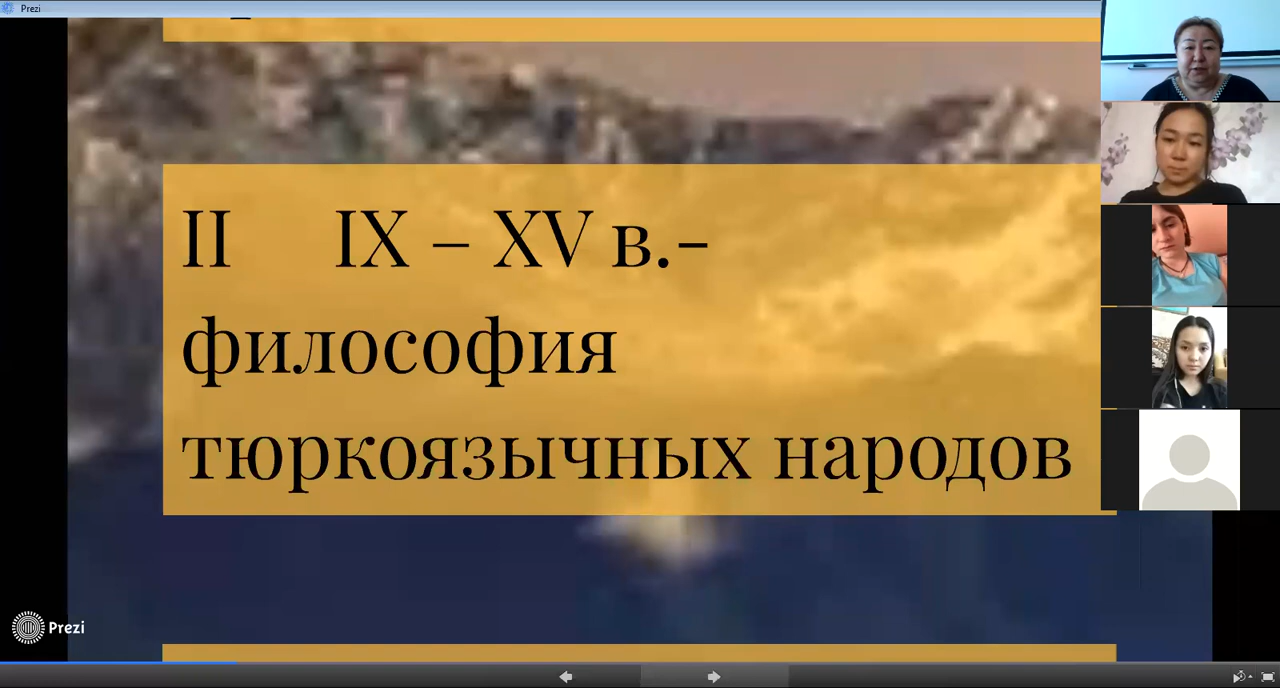 Prezi
II IX – XV в.-
философия
тюркоязычных народов
Prezi